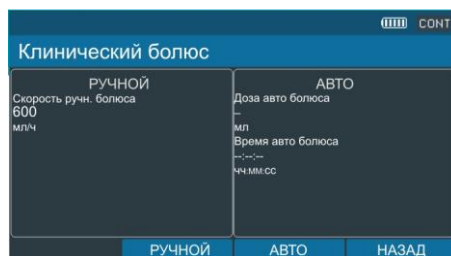 CONT
Клинический болюс
РУЧНОЙ
Скорость ручн. болюса
600
мл/ч
АВТО
Доза авто болюса
–
мл
Время авто болюса
--:--:--
чч:мм:сс
РУЧНОЙ АВТО НАЗАД